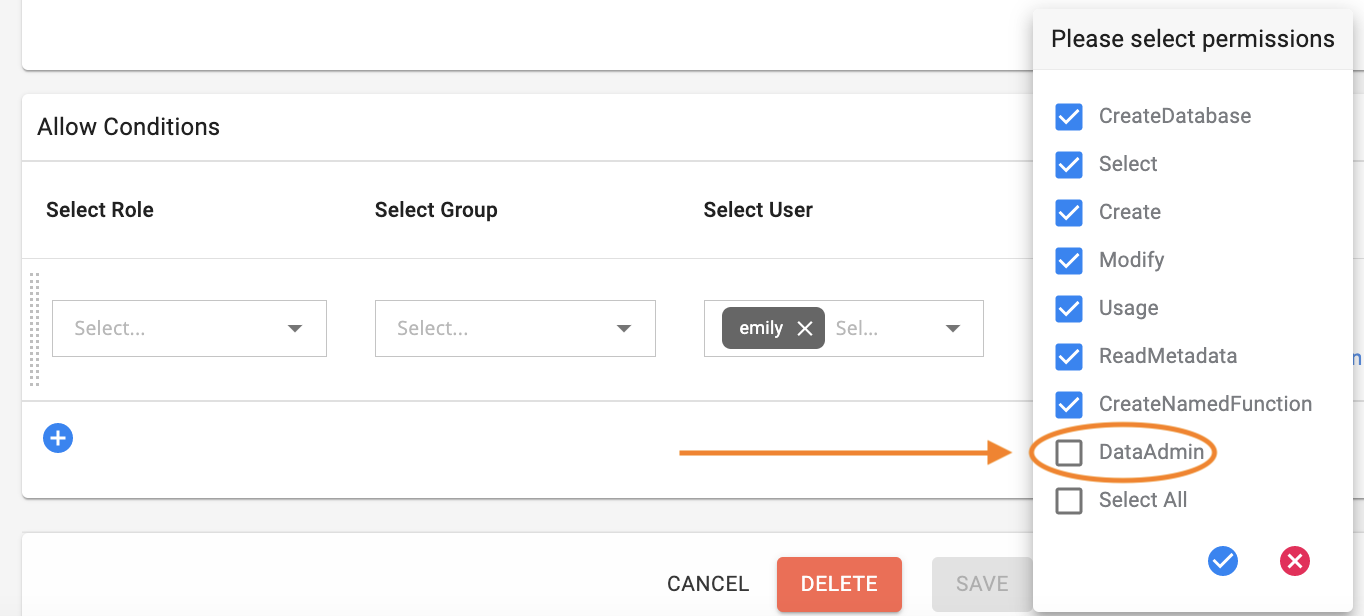 Please select permissions
Allow Conditions
Select Role Select Group Select User
Select... Select... emily Sel...
CreateDatabase
Select
Create
Modify
Usage
ReadMetadata
CreateNamedFunction
DataAdmin
Select All
CANCEL DELETE SAVE